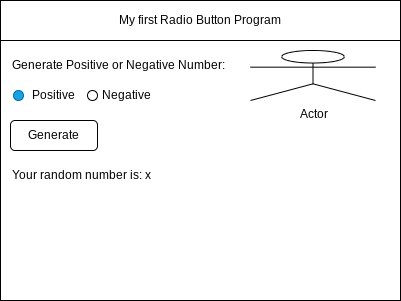 My first Radio Button Program
Generate Positive or Negative Number:
Positive Negative
Actor
Generate
Your random number is: x